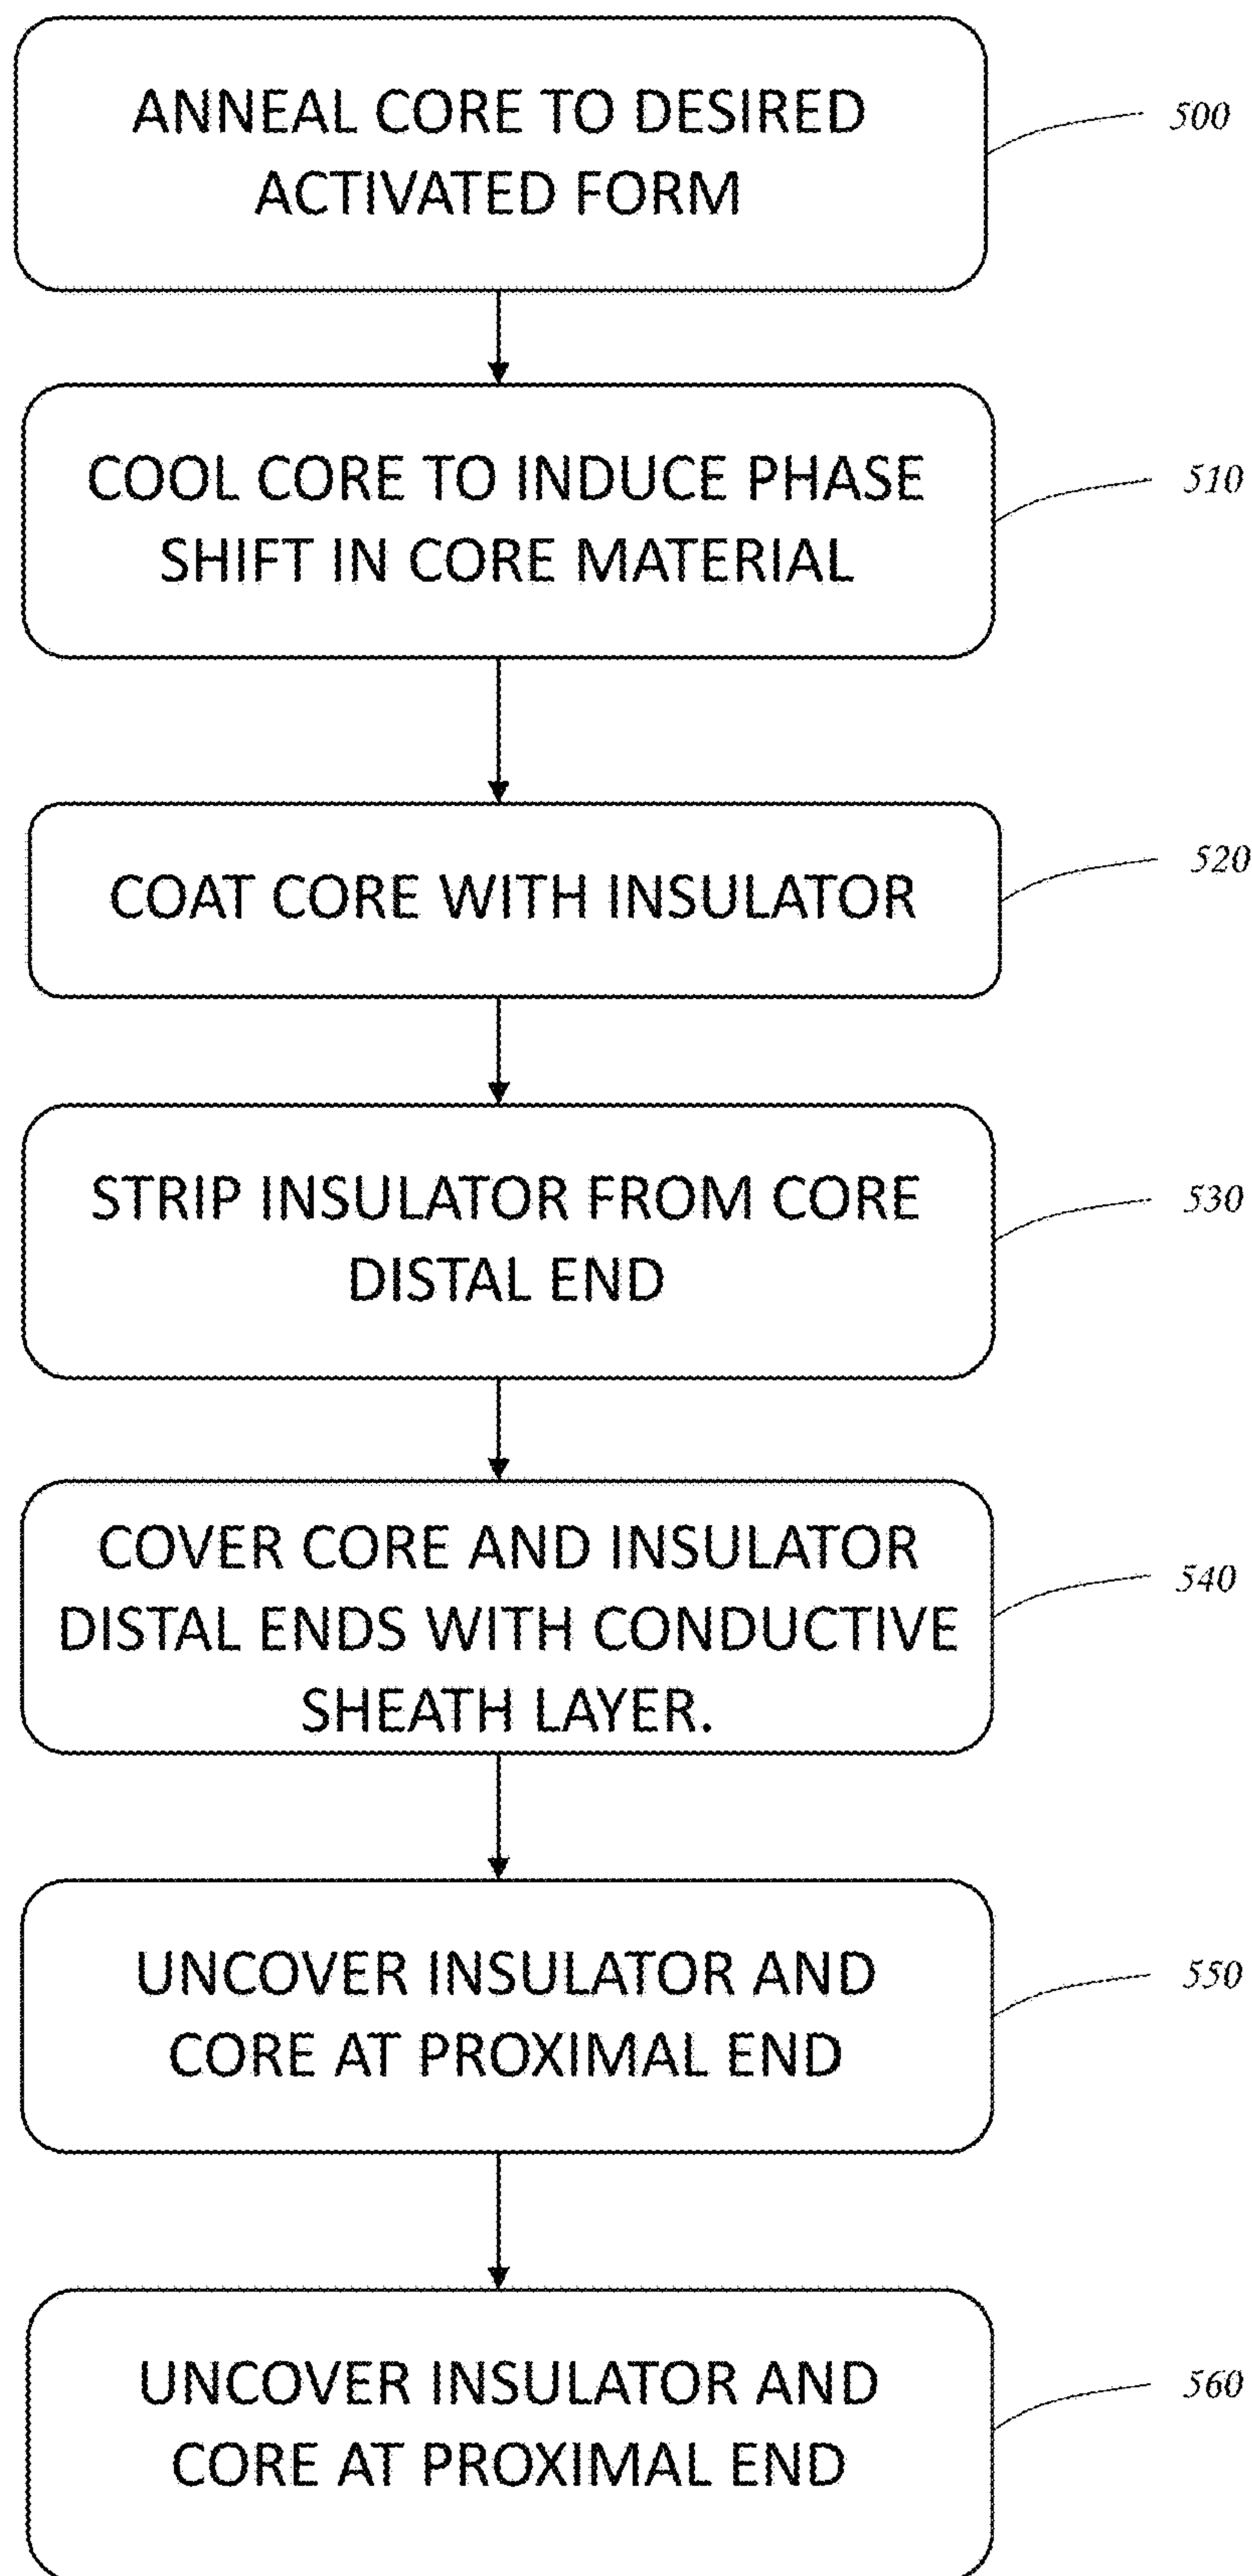 ANNEAL CORE TO DESIRED
ACTIVATED FORM
500
COOL CORE TO INDUCE PHASE
SHIFT IN CORE MATERIAL
510
COAT CORE WITH INSULATOR
520
STRIP INSULATOR FROM CORE
DISTAL END
530
COVER CORE AND INSULATOR
DISTAL ENDS WITH CONDUCTIVE
SHEATH LAYER.
540
UNCOVER INSULATOR AND
CORE AT PROXIMAL END
550
UNCOVER INSULATOR AND
CORE AT PROXIMAL END
560